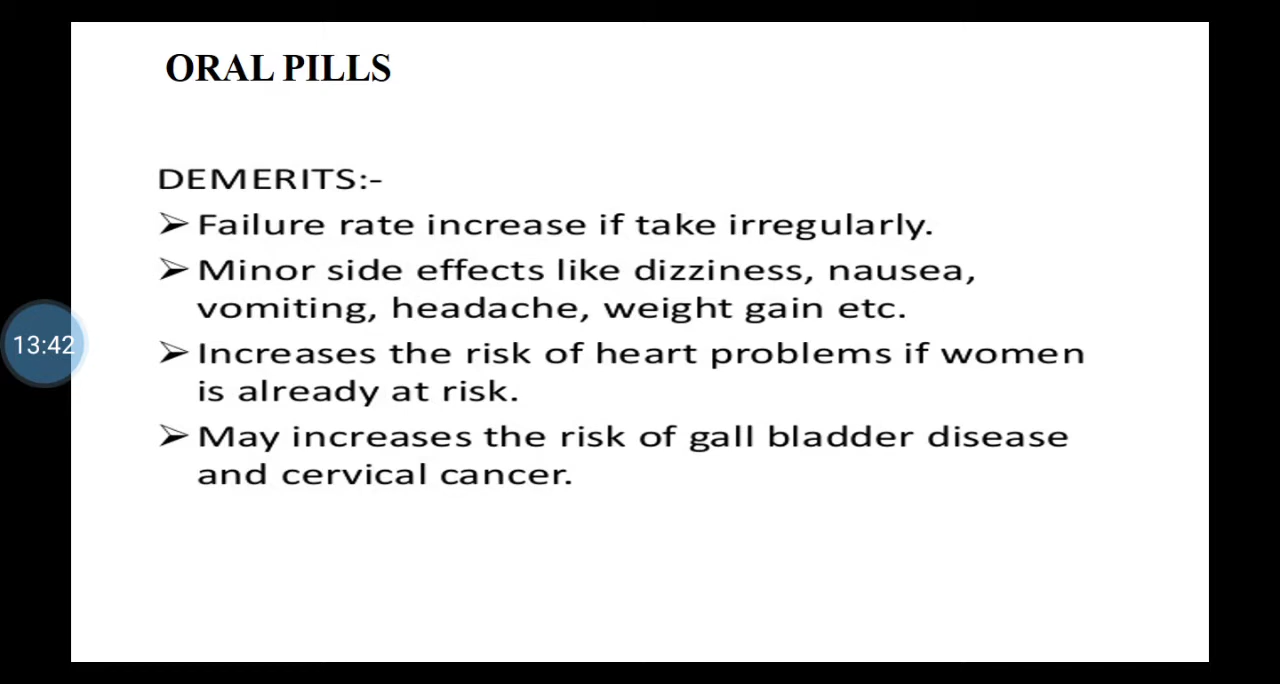 ORAL PILLS
DEMERITS:-
➢ Failure rate increase if take irregularly.
➢ Minor side effects like dizziness, nausea,
vomiting, headache, weight gain etc.
13:42
➢ Increases the risk of heart problems if women
is already at risk.
➢ May increases the risk of gall bladder disease
and cervical cancer.